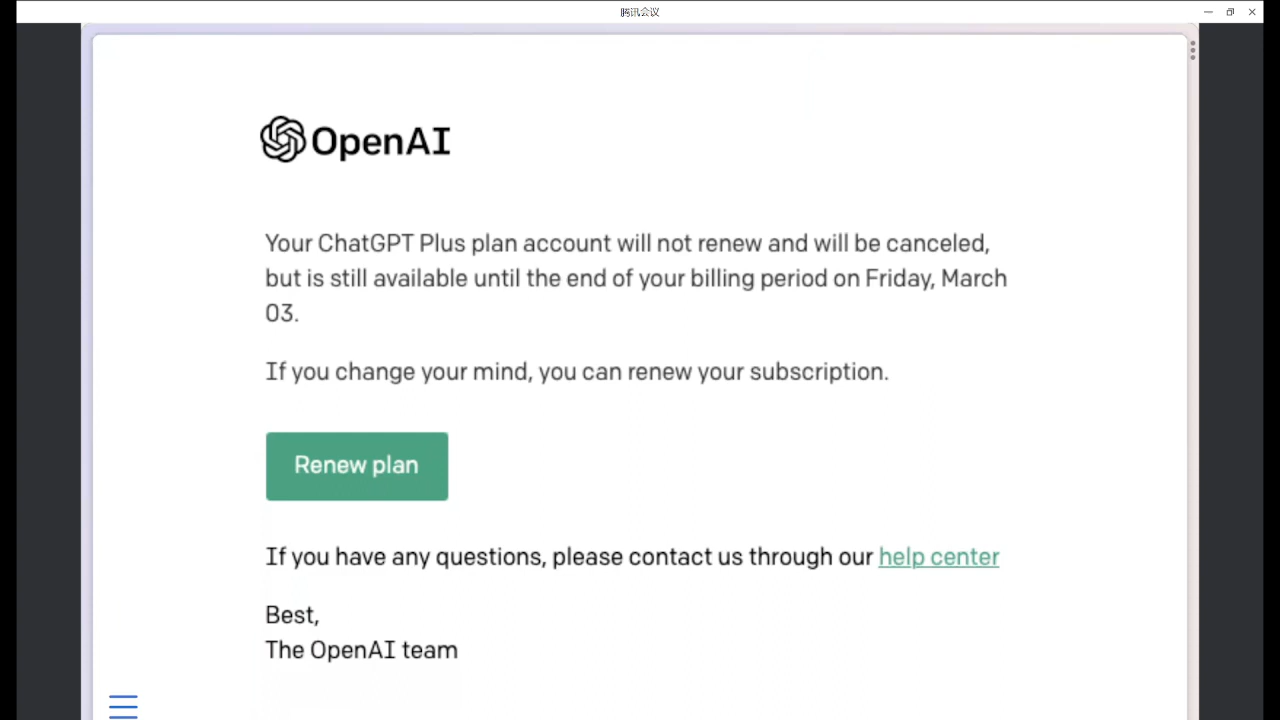 腾讯会议
OpenAI
Your ChatGPT Plus plan account will not renew and will be canceled,
but is still available until the end of your billing period on Friday, March
03.
If you change your mind, you can renew your subscription.
Renew plan
If you have any questions, please contact us through our help center
Best,
The OpenAI team